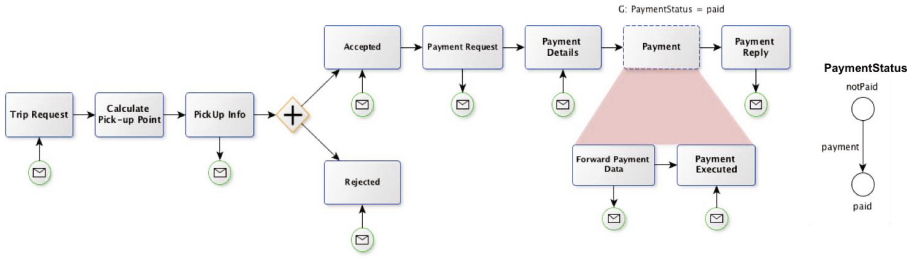 G: PaymentStatus = paid
Accepted
Payment Request
Payment
Details
Payment
Payment
Reply
PaymentStatus
notPaid
Trip Request
Calculate
Pick-up Point
PickUp Info
payment
Rejected
Forward Payment
Data
Payment
Executed
paid